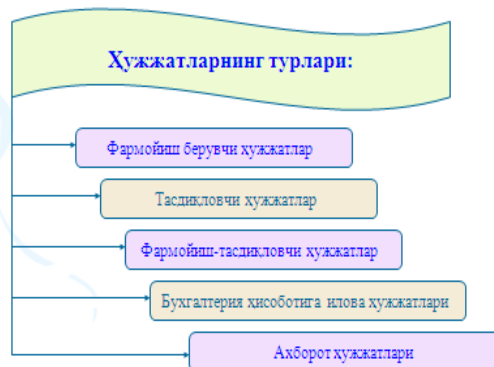 Ҳужжатларнинг турлари:
Фармойиш берувчи ҳужжатлар
Тасдиқловчи ҳужжатлар
Фармойиш-тасдиқловчи ҳужжатлар
Бухгалтерия ҳисоботига илова ҳужжатлари
Ахборот ҳужжатлари